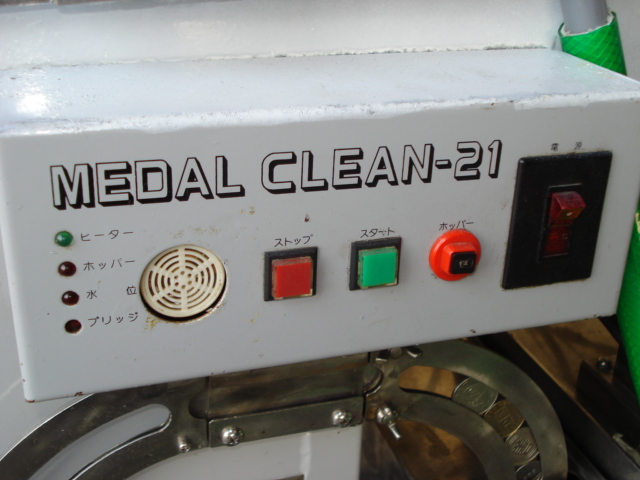 MEDAL CLEAN-21
電源
ヒーター
ホッパー
水位
ブリッジ
ストップ
スタート
ホッパー